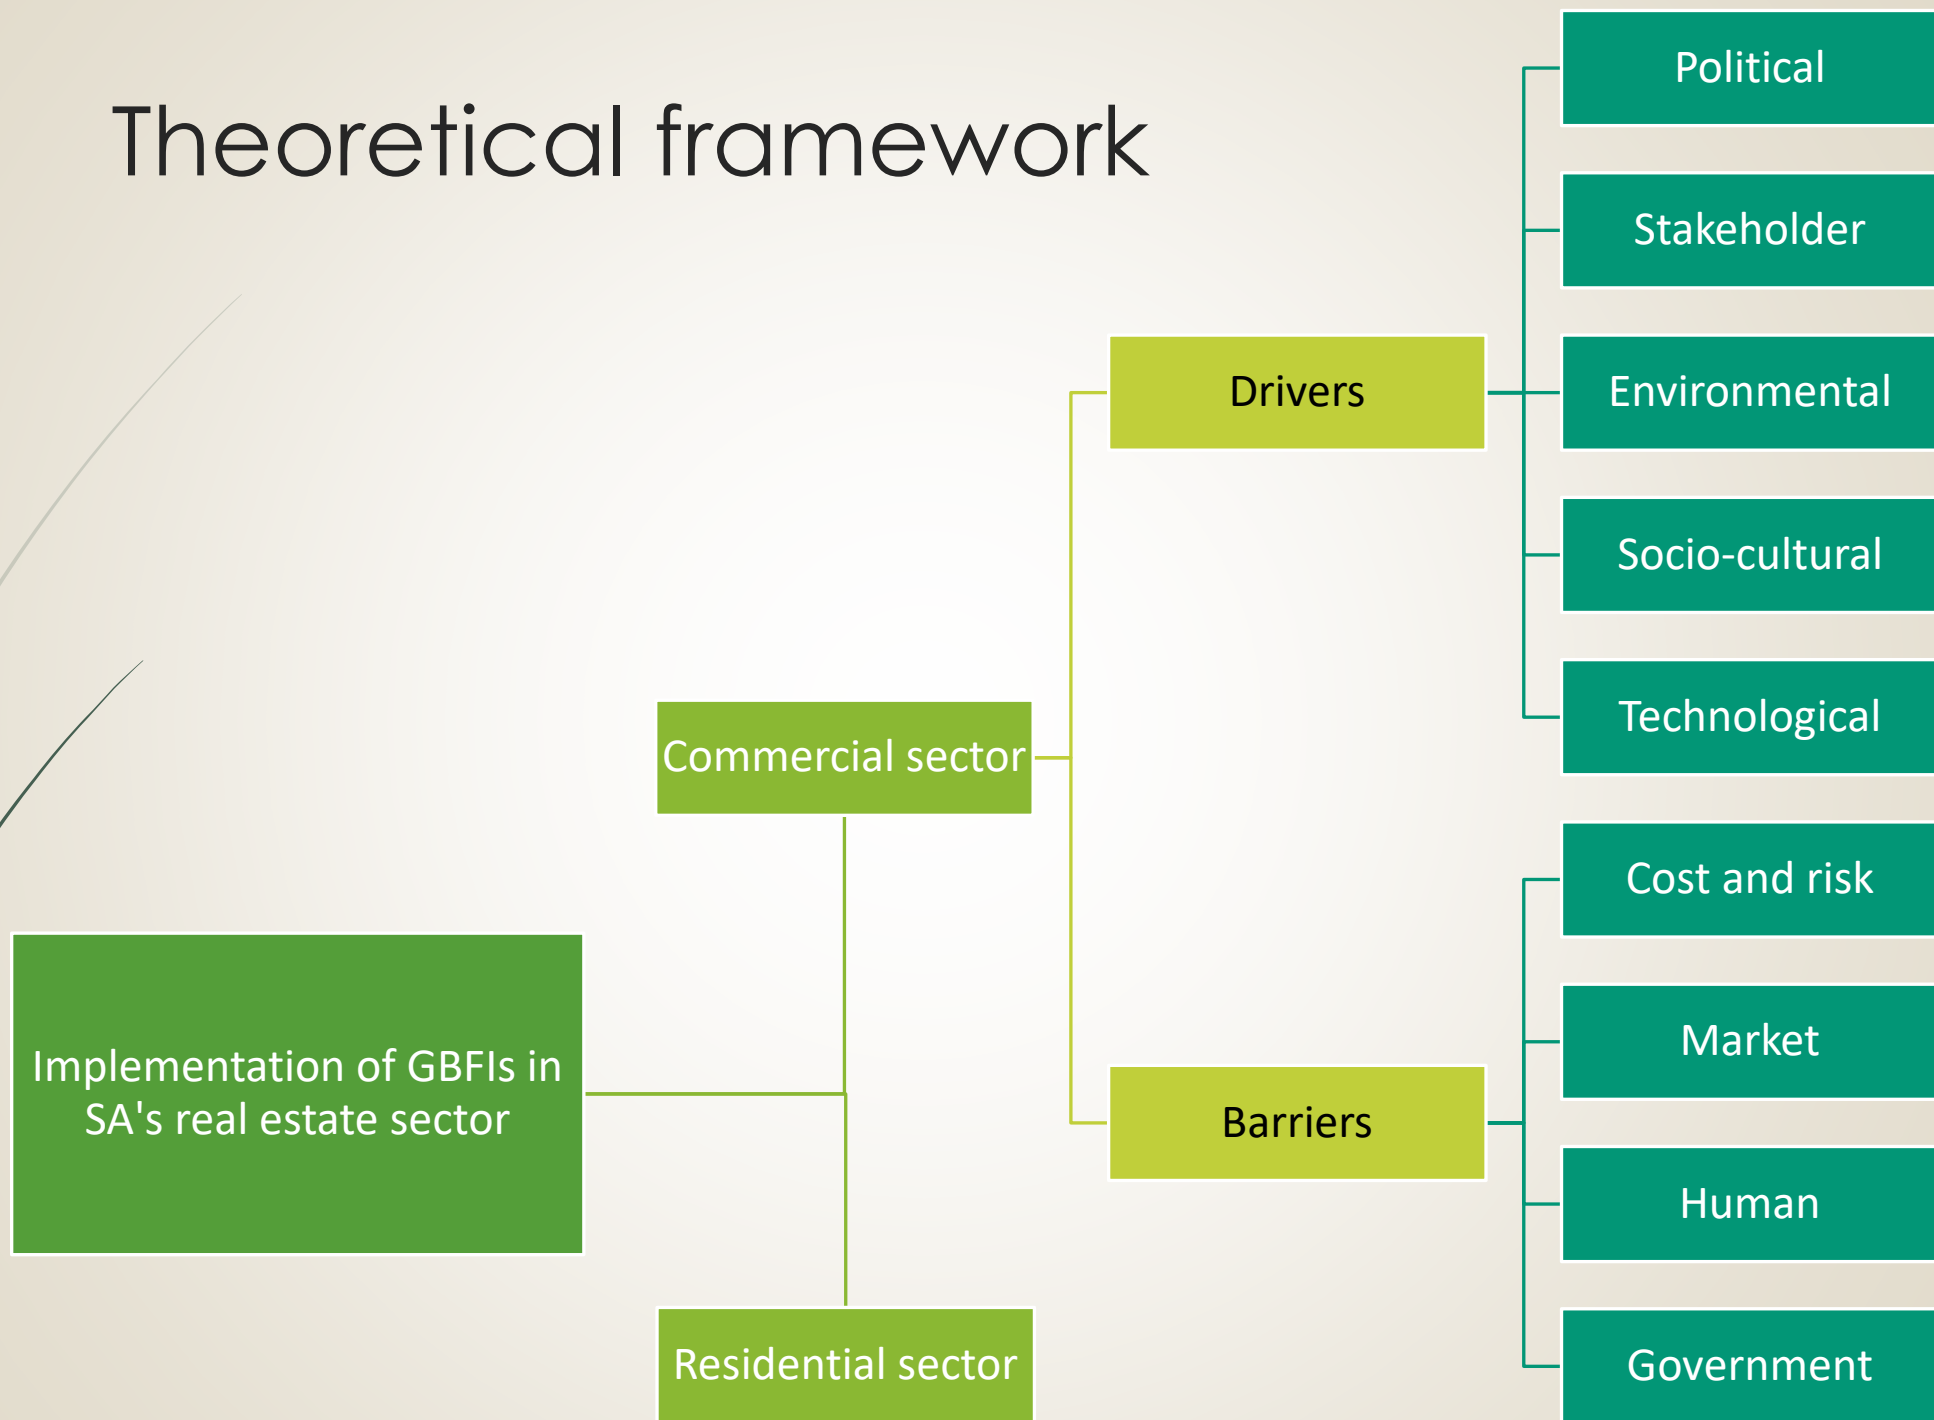 Theoretical framework
Implementation of GBFIs in
SA's real estate sector
Commercial sector
Residential sector
Drivers
Barriers
Political
Stakeholder
Environmental
Socio-cultural
Technological
Cost and risk
Market
Human
Government